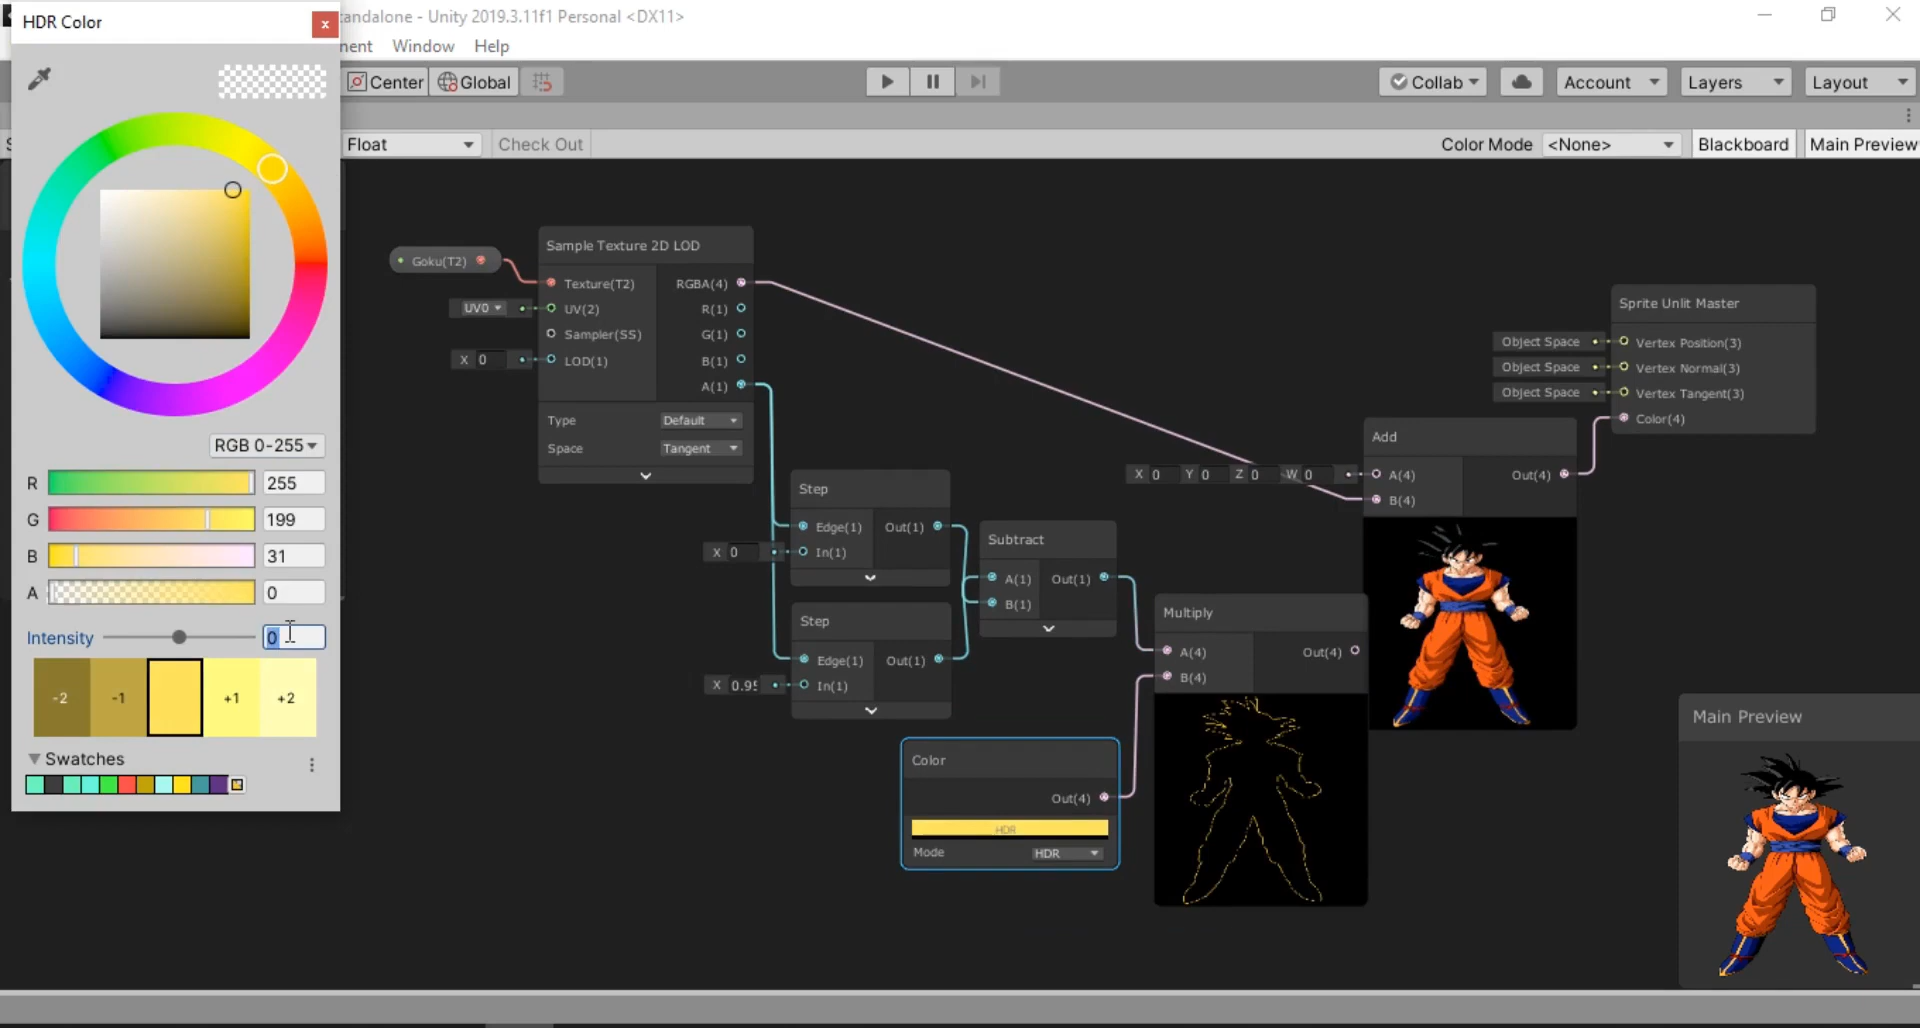 HDR Color
x
tandalone - Unity 2019.3.11f1 Personal <DX11>
nent Window Help
Center Global
Collab Account Layers Layout
Float Check Out
Color Mode <None> Blackboard Main Preview
RGB 0-255
R 255
G 199
B 31
A 0
Intensity 0
-2 -1 +1 +2
Swatches
Goku(T2)
UV0
X 0
Sample Texture 2D LOD
Texture(T2) RGBA(4)
UV(2) R(1)
Sampler(SS) G(1)
LOD(1) B(1)
A(1)
Type Default
Space Tangent
Step
Edge(1) Out(1)
X 0 In(1)
Step
Edge(1) Out(1)
X 0.95 In(1)
Subtract
A(1) Out(1)
B(1)
Color
Out(4)
HDR
Mode HDR
Multiply
A(4) Out(4)
B(4)
Add
X 0 Y 0 Z 0 W 0 A(4) Out(4)
B(4)
Sprite Unlit Master
Object Space Vertex Position(3)
Object Space Vertex Normal(3)
Object Space Vertex Tangent(3)
Color(4)
Main Preview